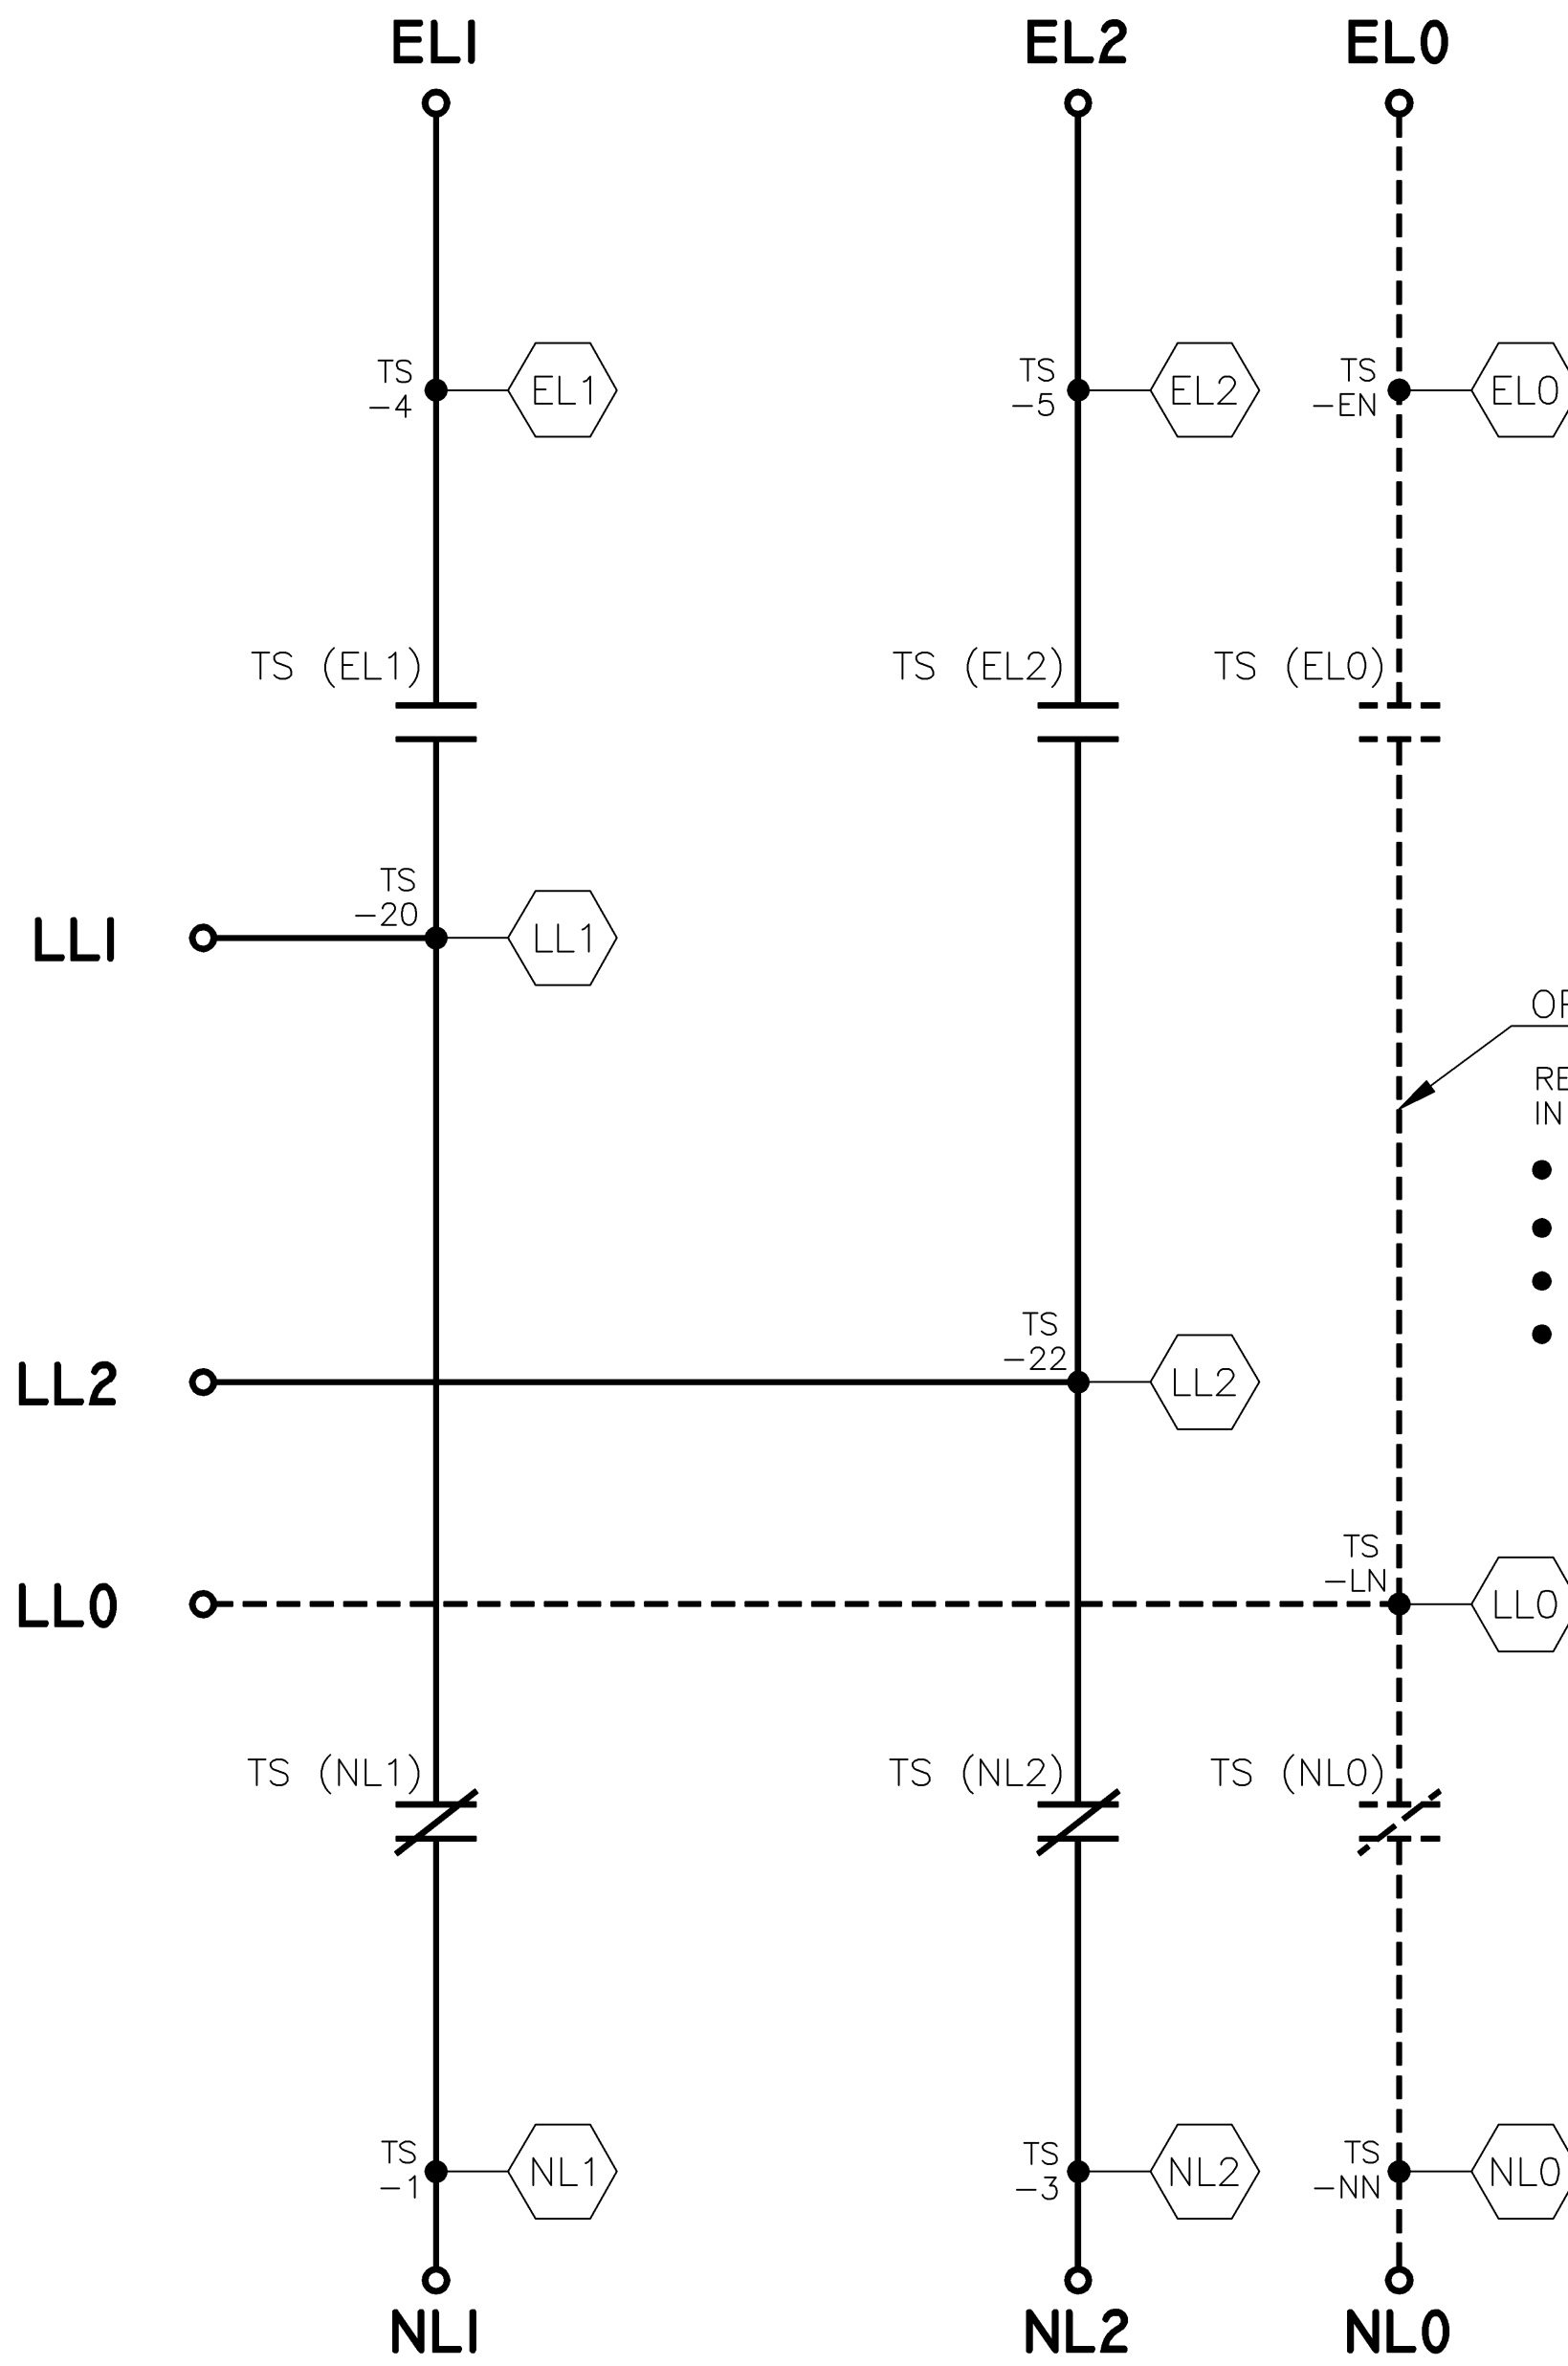 EL1 EL2 EL0
TS TS TS
-4 EL1 -5 EL2 -EN EL0
TS (EL1) TS (EL2) TS (EL0)
TS
-20
LL1 LL1
IN
TS
-22
LL2 LL2
TS
-LN
LL0 LL0
TS (NL1) TS (NL2) TS (NL0)
TS TS TS
-1 NL1 -3 NL2 -NN NL0
NL1 NL2 NL0